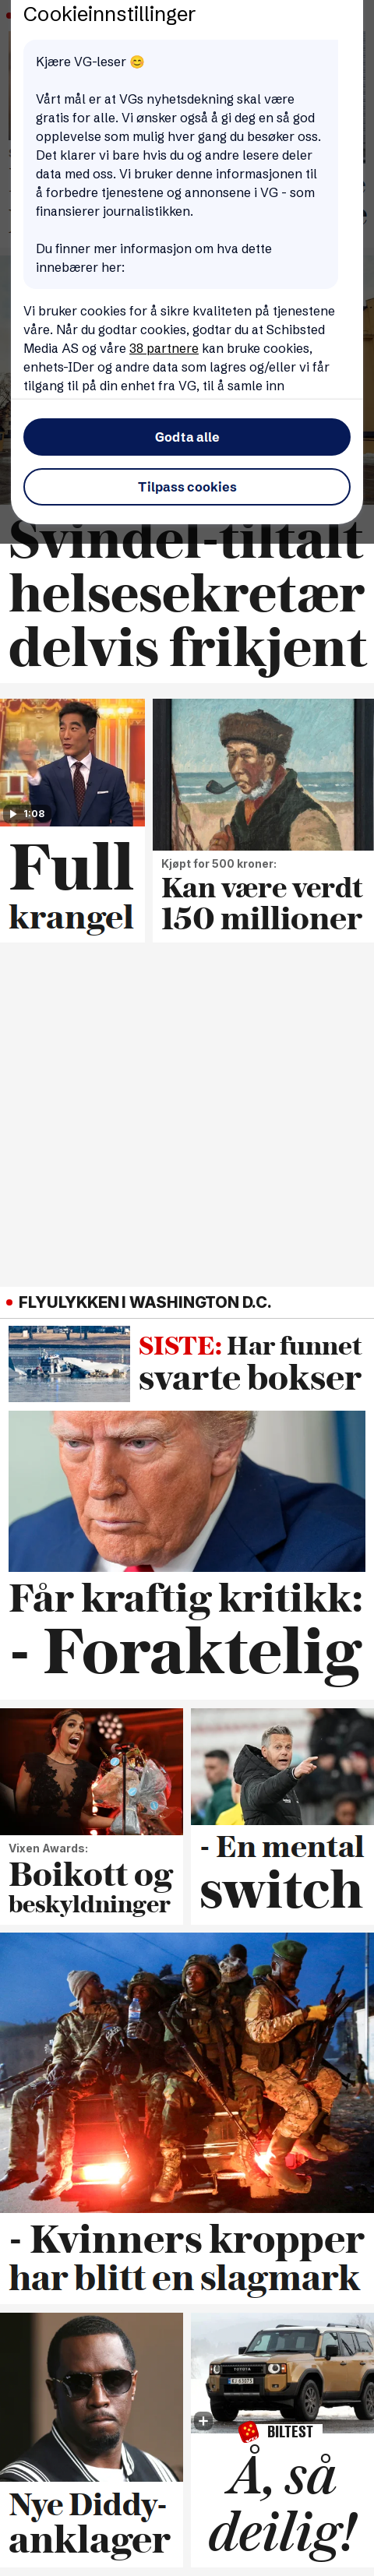 Cookieinnstillinger
Kjære VG-leser 😊
Vårt mål er at VGs nyhetsdekning skal være
gratis for alle. Vi ønsker også å gi deg en så god
opplevelse som mulig hver gang du besøker oss.
Det klarer vi bare hvis du og andre lesere deler
data med oss. Vi bruker denne informasjonen til
å forbedre tjenestene og annonsene i VG - som
finansierer journalistikken.
Du finner mer informasjon om hva dette
innebærer her:
Vi bruker cookies for å sikre kvaliteten på tjenestene
våre. Når du godtar cookies, godtar du at Schibsted
Media AS og våre 38 partnere kan bruke cookies,
enhets-IDer og andre data som lagres og/eller vi får
tilgang til på din enhet fra VG, til å samle inn
Godta alle
Tilpass cookies
Svindel-tiltalt
helsesekretær
delvis frikjent
1:08
Full
krangel
Kjøpt for 500 kroner:
Kan være verdt
150 millioner
FLYULYKKEN I WASHINGTON D.C.
SISTE: Har funnet
svarte bokser
Får kraftig kritikk:
- Foraktelig
Vixen Awards:
Boikott og
beskyldninger
- En mental
switch
- Kvinners kropper
har blitt en slagmark
Nye Diddy-
anklager
TOYOTA
BILTEST
Å, så
deilig!